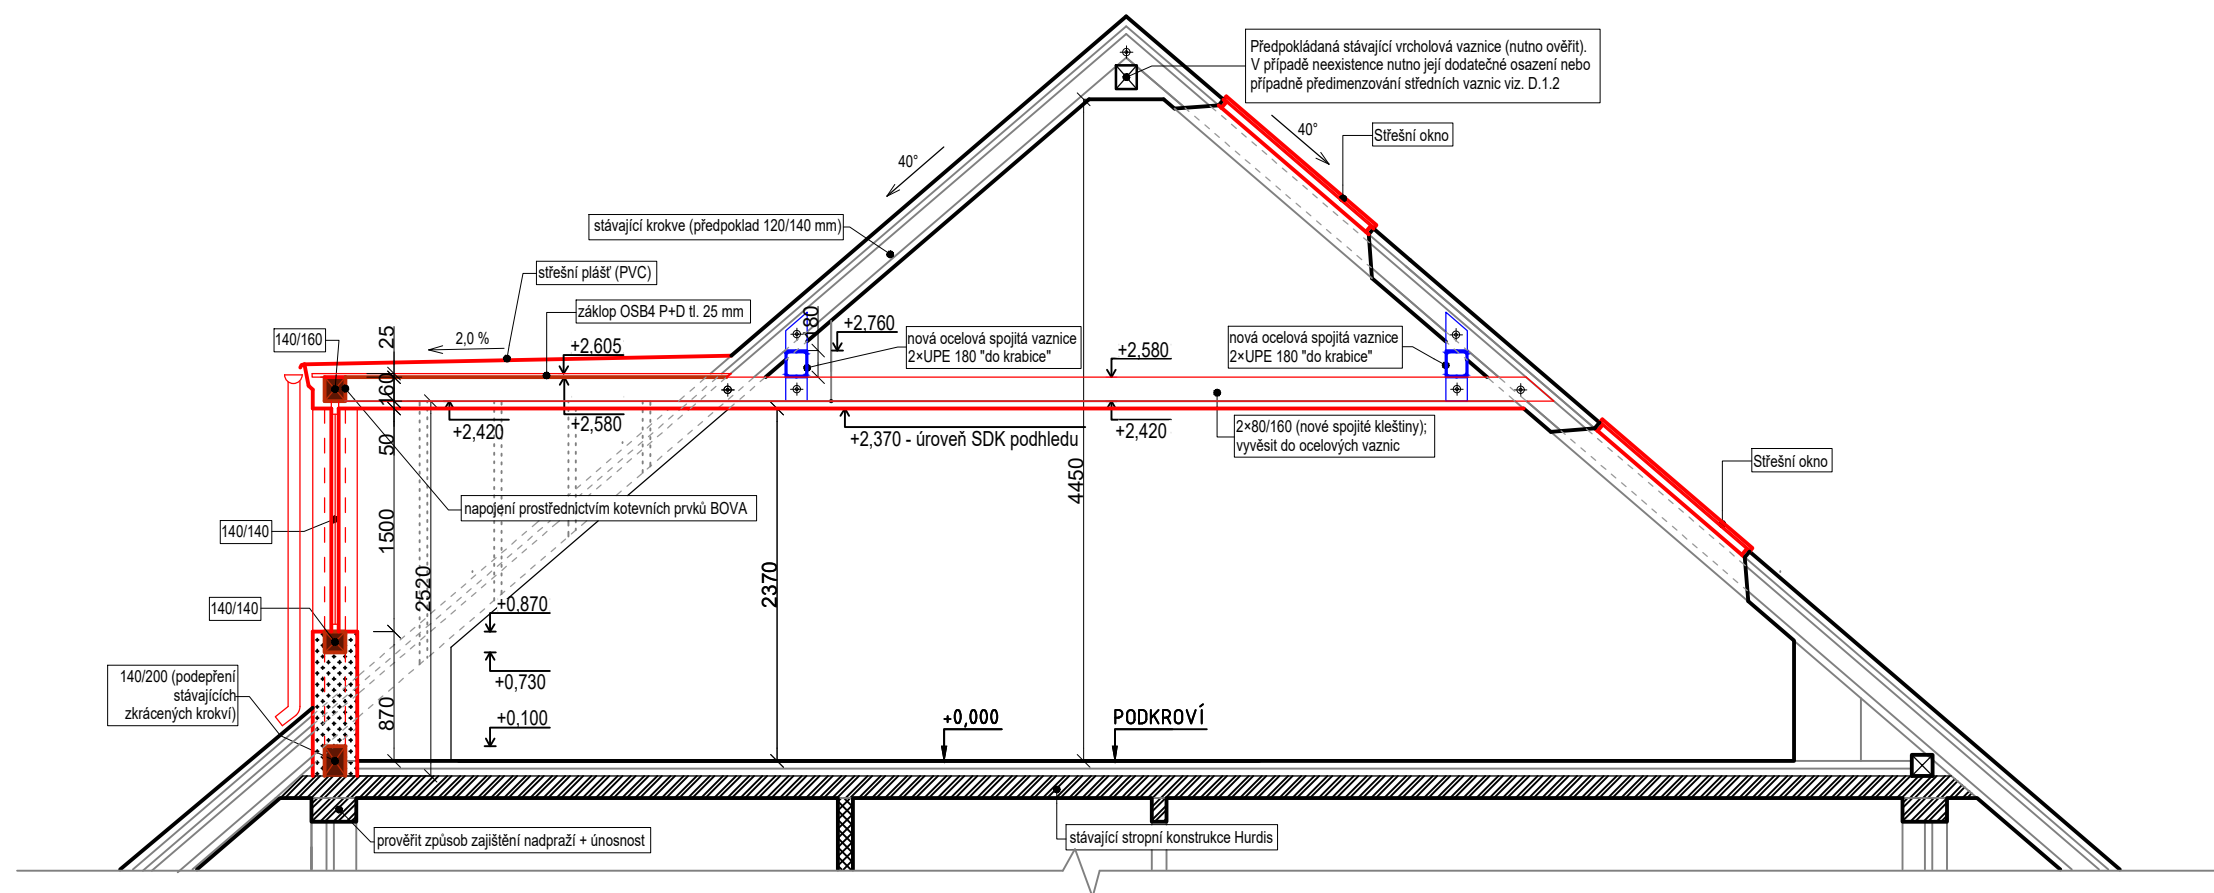 Předpokládaná stávající vrcholová vaznice (nutno ověřit).
V případě neexistence nutno její dodatečné osazení nebo
případně předimenzování středních vaznic viz. D.1.2
40°
Střešní okno
40°
stávající krokve (předpoklad 120/140 mm)
střešní plášť (PVC)
záklop OSB4 P+D tl. 25 mm
140/160
25
2,0 %
+2,605
180
+2,760
nová ocelová spojitá vaznice
2×UPE 180 "do krabice"
nová ocelová spojitá vaznice
2×UPE 180 "do krabice"
+2,580
160
+2,420
+2,580
+2,370 - úroveň SDK podhledu
+2,420
2×80/160 (nové spojité kleštiny);
vyvěsit do ocelových vaznic
50
4450
Střešní okno
napojení prostřednictvím kotevních prvků BOVA
140/140
1500
2520
2370
140/140
+0,870
+0,730
140/200 (podepření
stávajících
zkrácených krokví)
870
+0,100
+0,000
PODKROVÍ
prověřit způsob zajištění nadpraží + únosnost
stávající stropní konstrukce Hurdis